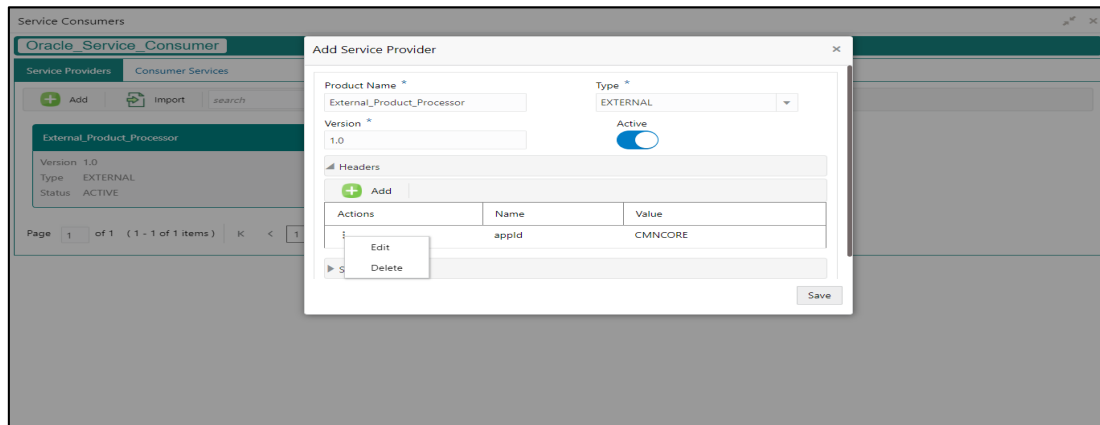 Service Consumers
Oracle_Service_Consumer
Service Providers Consumer Services
Add Import search
External_Product_Processor
Version 1.0
Type EXTERNAL
Status ACTIVE
Page 1 of 1 (1 - 1 of 1 items) K < 1
Add Service Provider
Product Name * Type *
External_Product_Processor EXTERNAL
Version * Active
1.0
Headers
Add
Actions Name Value
appId CMNCORE
Edit
Delete
S
Save